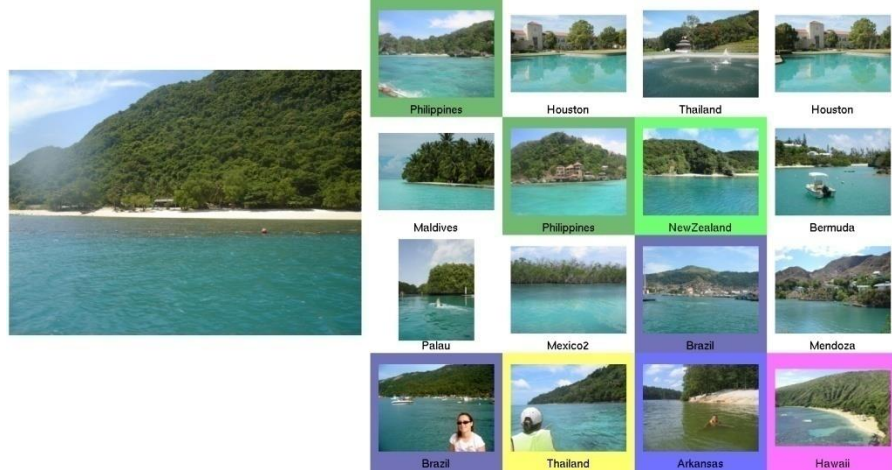 Philippines
Houston
Thailand
Houston
Maldives
Philippines
NewZealand
Bermuda
Palau
Mexico2
Brazil
Mendoza
Brazil
Thailand
Arkansas
Hawaii